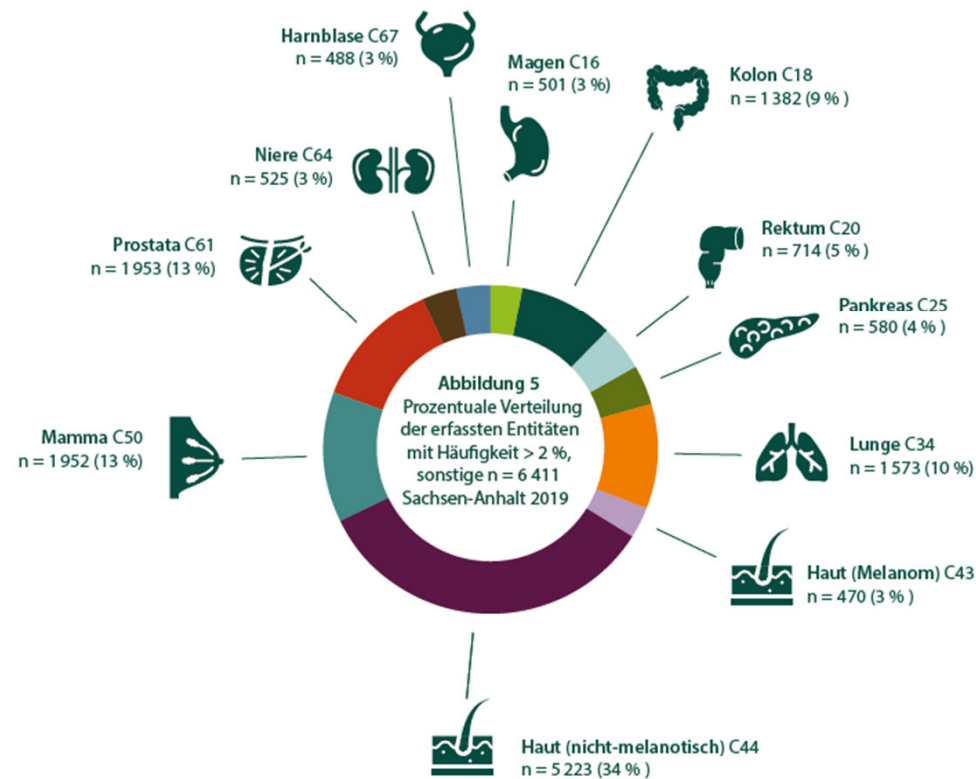 Harnblase C67
n = 488 (3 %)
Magen C16
n = 501 (3 %)
Kolon C18
n = 1 382 (9 % )
Niere C64
n = 525 (3 %)
Prostata C61
n = 1 953 (13 %)
Rektum C20
n = 714 (5 % )
Pankreas C25
n = 580 (4 % )
Abbildung 5
Prozentuale Verteilung
der erfassten Entitäten
mit Häufigkeit > 2 %,
sonstige n = 6 411
Sachsen-Anhalt 2019
Mamma C50
n = 1 952 (13 %)
Lunge C34
n = 1 573 (10 %)
Haut (Melanom) C43
n = 470 (3 % )
Haut (nicht-melanotisch) C44
n = 5 223 (34 % )